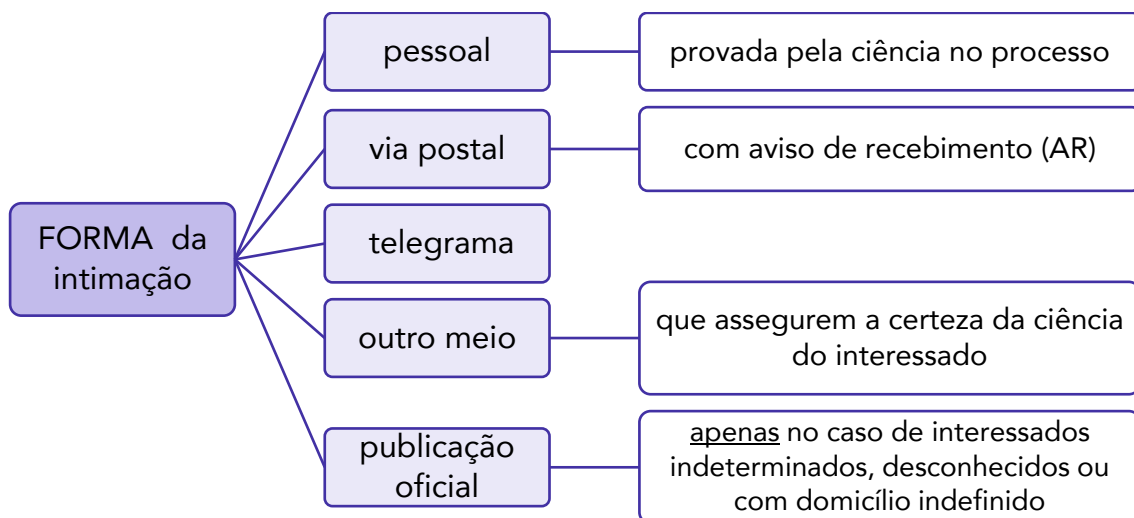 FORMA da
intimação
pessoal
provada pela ciência no processo
via postal
com aviso de recebimento (AR)
telegrama
outro meio
que assegurem a certeza da ciência
do interessado
publicação
oficial
apenas no caso de interessados
indeterminados, desconhecidos ou
com domicílio indefinido